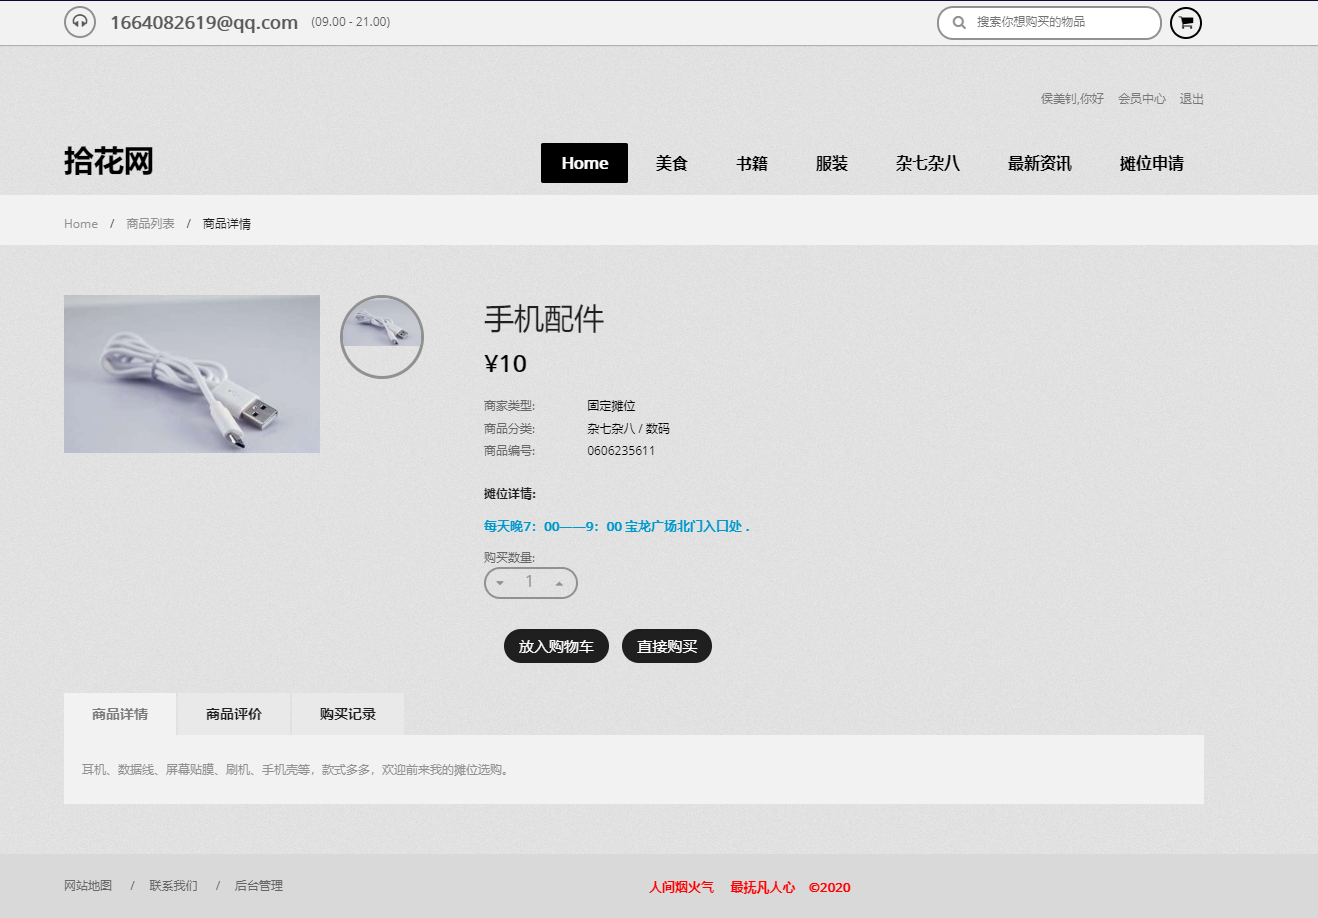 1664082619@qq.com (09.00 - 21.00) 搜索你想购买的物品
侯美钊,你好 会员中心 退出
拾花网 Home 美食 书籍 服装 杂七杂八 最新资讯 摊位申请
Home / 商品列表 / 商品详情
手机配件
¥10
商家类型: 固定摊位
商品分类: 杂七杂八 / 数码
商品编号: 0606235611
摊位详情:
每天晚7：00——9：00 宝龙广场北门入口处 .
购买数量:
1
放入购物车 直接购买
商品详情 商品评价 购买记录
耳机、数据线、屏幕贴膜、刷机、手机壳等，款式多多，欢迎前来我的摊位选购。
网站地图 / 联系我们 / 后台管理 人间烟火气 最抚凡人心 ©2020